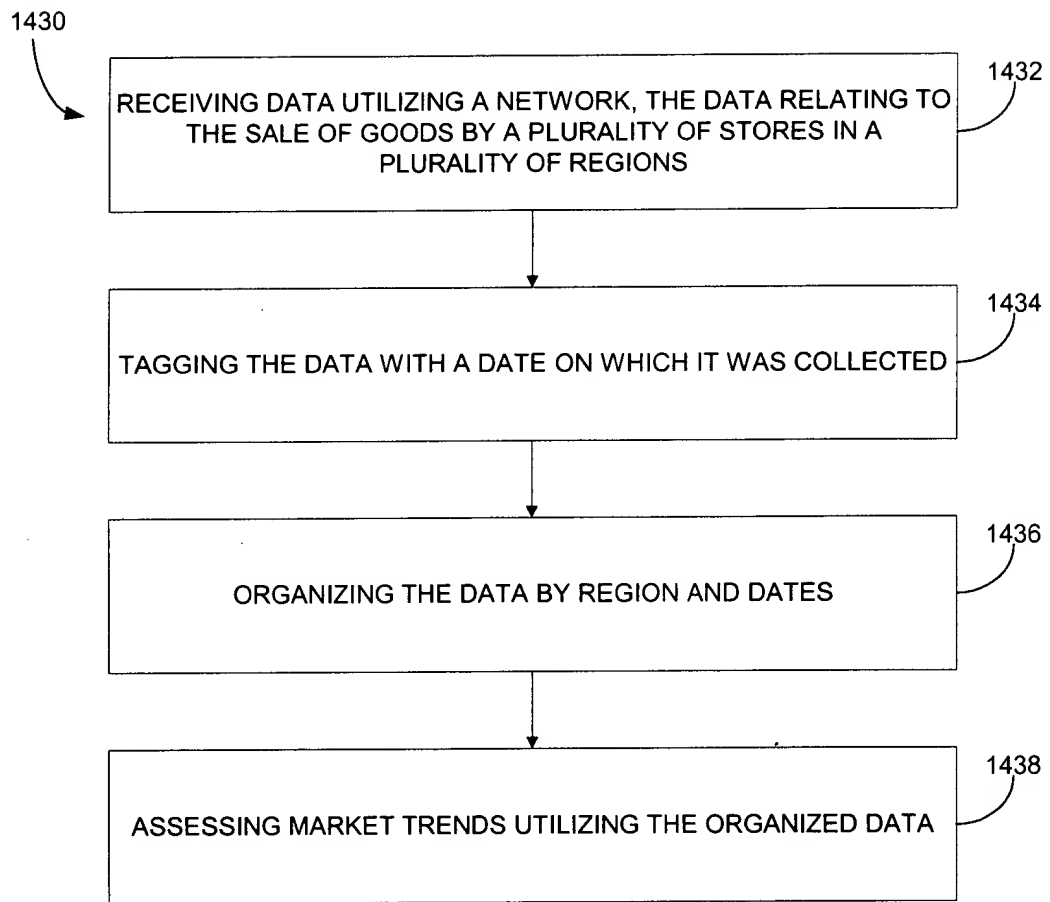 1430
1432
RECEIVING DATA UTILIZING A NETWORK, THE DATA RELATING TO
THE SALE OF GOODS BY A PLURALITY OF STORES IN A
PLURALITY OF REGIONS
1434
TAGGING THE DATA WITH A DATE ON WHICH IT WAS COLLECTED
1436
ORGANIZING THE DATA BY REGION AND DATES
1438
ASSESSING MARKET TRENDS UTILIZING THE ORGANIZED DATA